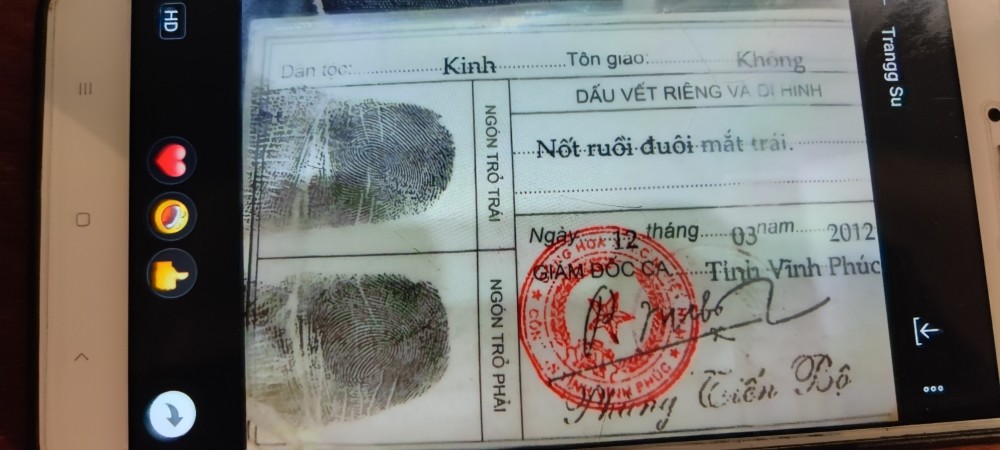 HD
Trangg Su
Dân tộc: Kinh Tôn giáo: Không
NGÓN TRỎ TRÁI
DẤU VẾT RIÊNG VÀ DỊ HÌNH
Nốt ruồi đuôi mắt trái.
Ngày 12 tháng 03 năm 2012
GIÁM ĐỐC CA. Tỉnh Vĩnh Phúc
NGÓN TRỎ PHẢI
Phùng Tiến Bộ